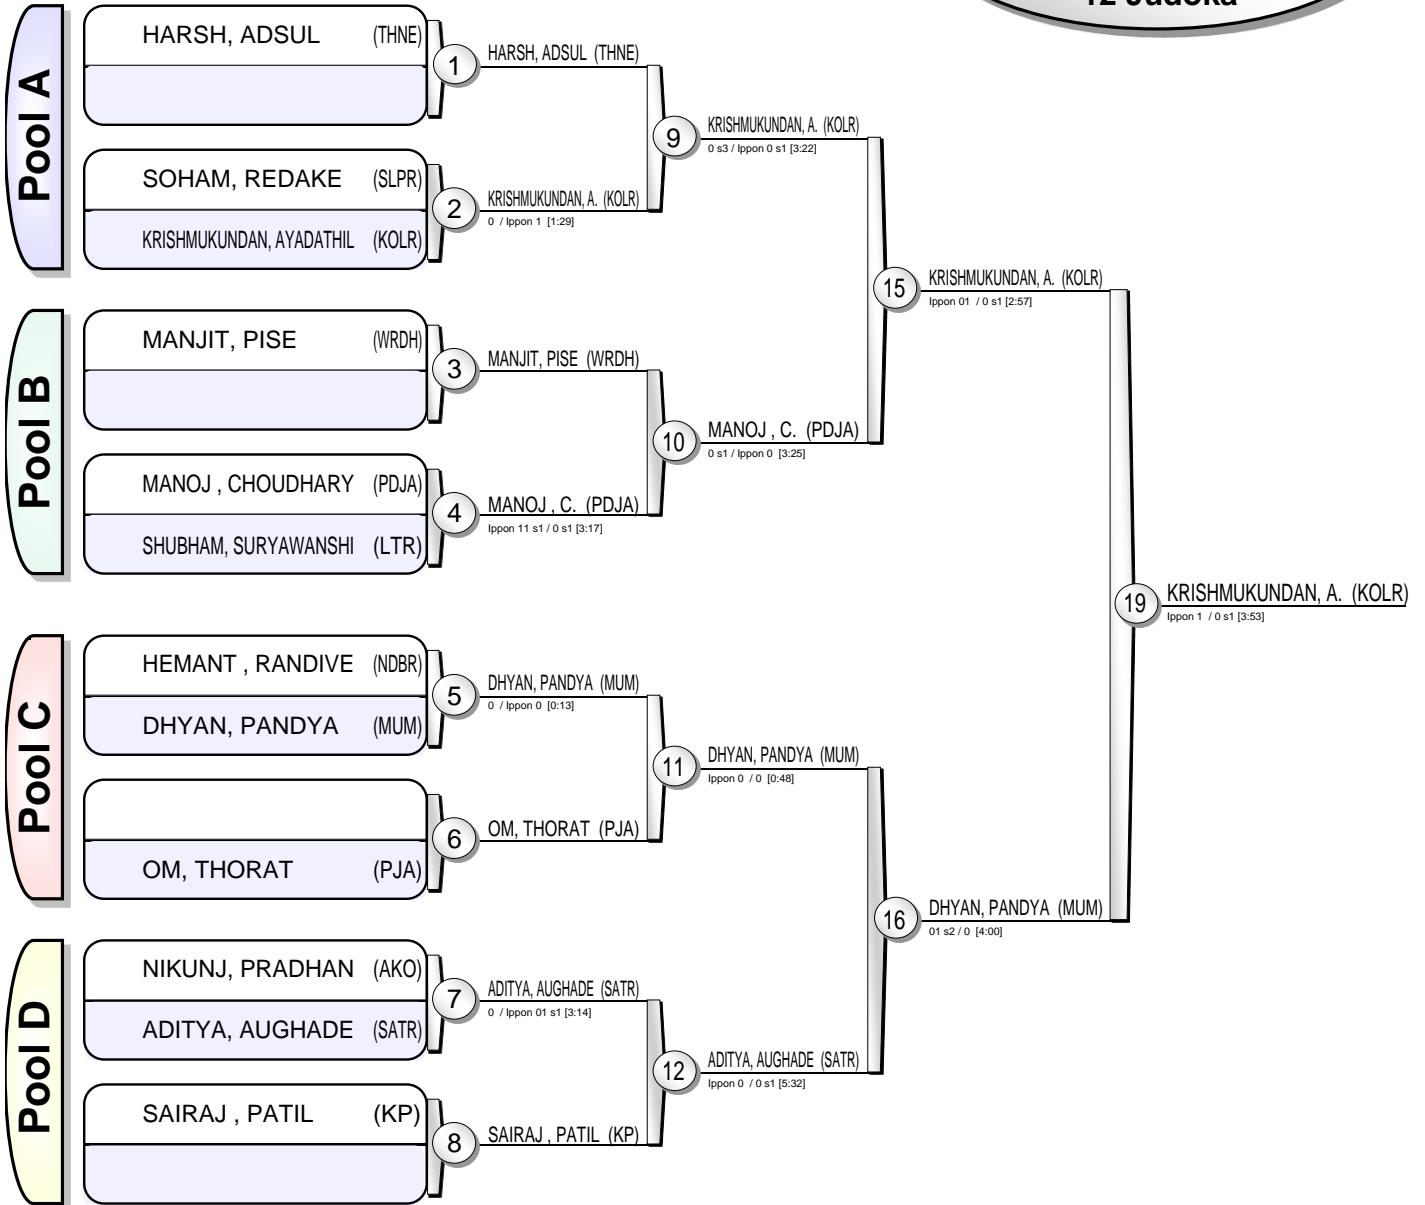 12 Judoka
Pool A
HARSH, ADSUL (THNE)
SOHAM, REDAKE (SLPR)
KRISHMUKUNDAN, AYADATHIL (KOLR)
1
HARSH, ADSUL (THNE)
2
KRISHMUKUNDAN, A. (KOLR)
0 / Ippon 1 [1:29]
9
KRISHMUKUNDAN, A. (KOLR)
0 s3 / Ippon 0 s1 [3:22]
Pool B
MANJIT, PISE (WRDH)
MANOJ , CHOUDHARY (PDJA)
SHUBHAM, SURYAWANSHI (LTR)
3
MANJIT, PISE (WRDH)
4
MANOJ , C. (PDJA)
Ippon 11 s1 / 0 s1 [3:17]
10
MANOJ , C. (PDJA)
0 s1 / Ippon 0 [3:25]
15
KRISHMUKUNDAN, A. (KOLR)
Ippon 01 / 0 s1 [2:57]
Pool C
HEMANT , RANDIVE (NDBR)
DHYAN, PANDYA (MUM)
OM, THORAT (PJA)
5
DHYAN, PANDYA (MUM)
0 / Ippon 0 [0:13]
6
OM, THORAT (PJA)
11
DHYAN, PANDYA (MUM)
Ippon 0 / 0 [0:48]
Pool D
NIKUNJ, PRADHAN (AKO)
ADITYA, AUGHADE (SATR)
SAIRAJ , PATIL (KP)
7
ADITYA, AUGHADE (SATR)
0 / Ippon 01 s1 [3:14]
8
SAIRAJ , PATIL (KP)
12
ADITYA, AUGHADE (SATR)
Ippon 0 / 0 s1 [5:32]
16
DHYAN, PANDYA (MUM)
01 s2 / 0 [4:00]
19
KRISHMUKUNDAN, A. (KOLR)
Ippon 1 / 0 s1 [3:53]